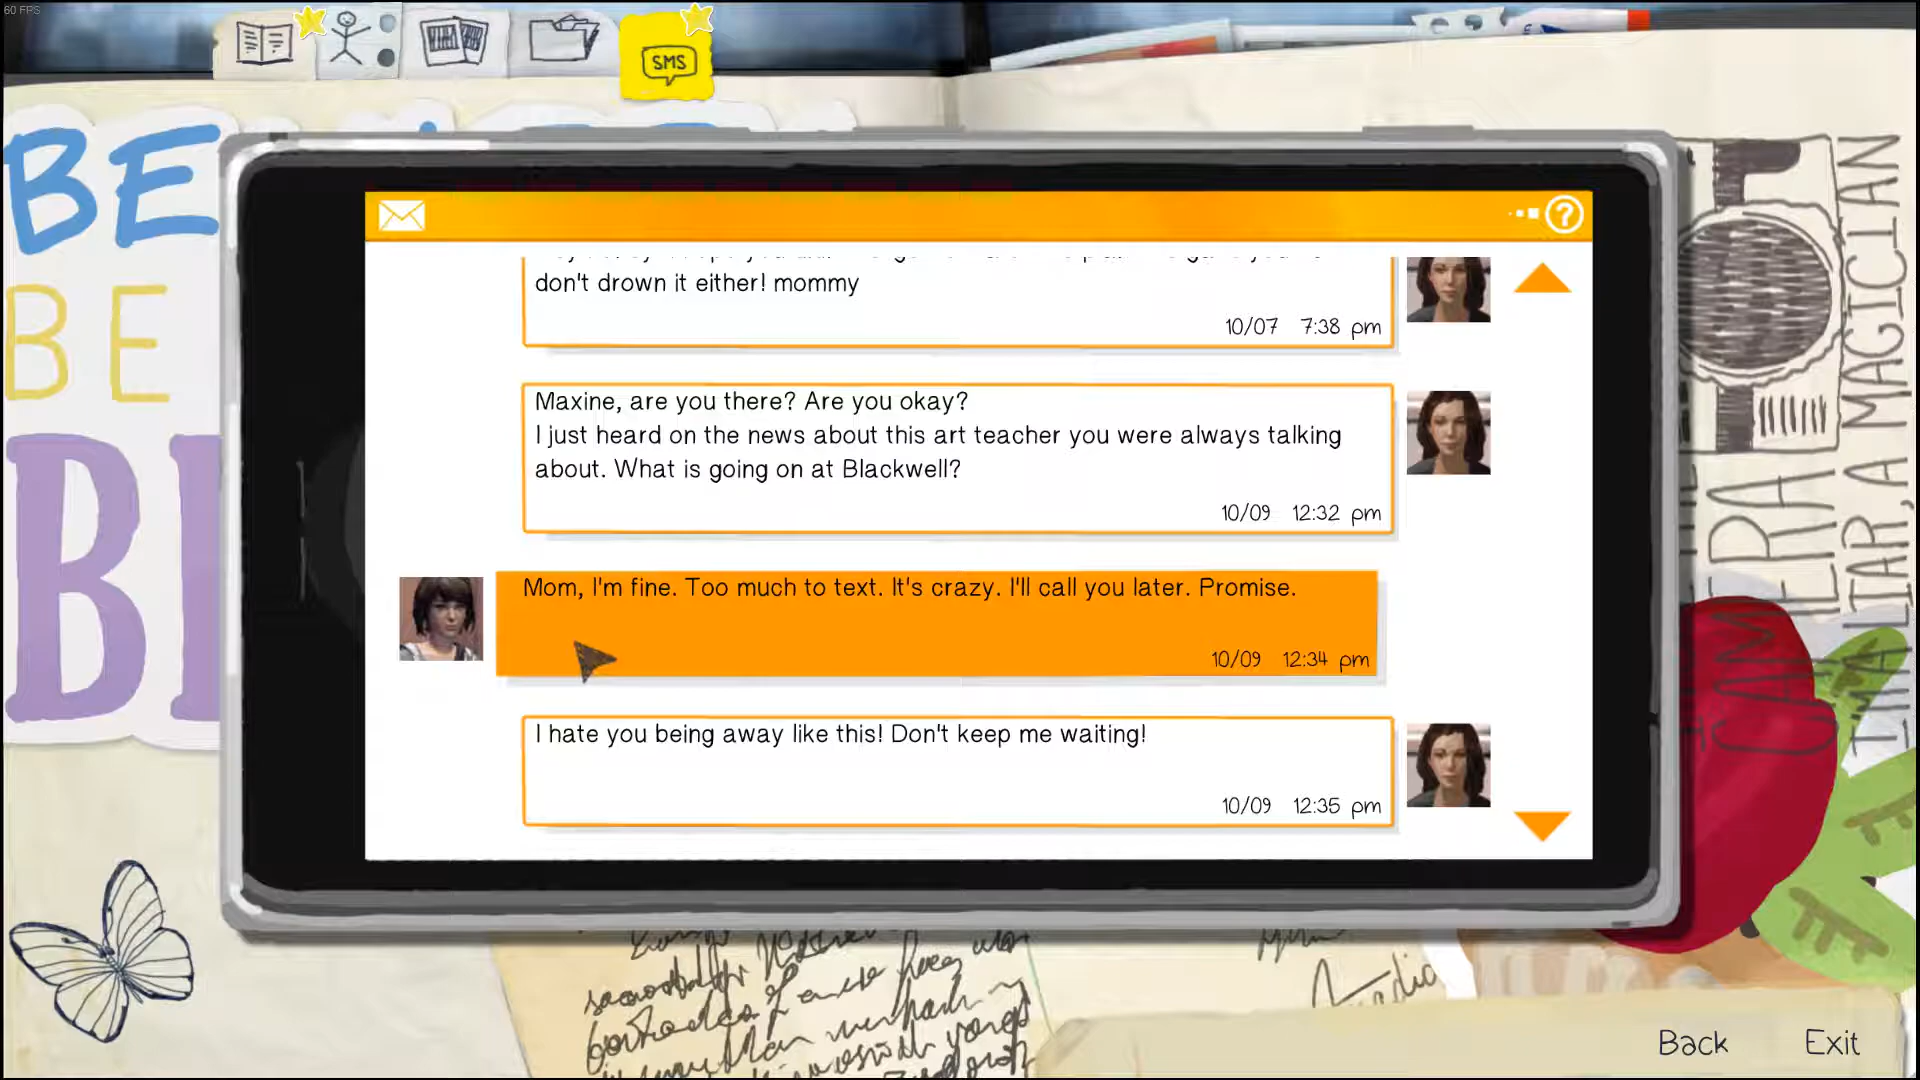 60 FPS
SMS
BE
BE
don't drown it either! mommy
10/07 7:38 pm
Maxine, are you there? Are you okay?
I just heard on the news about this art teacher you were always talking
about. What is going on at Blackwell?
10/09 12:32 pm
Mom, I'm fine. Too much to text. It's crazy. I'll call you later. Promise.
10/09 12:34 pm
I hate you being away like this! Don't keep me waiting!
10/09 12:35 pm
CAMERA
LIAR, A MAGICIAN
Back
Exit